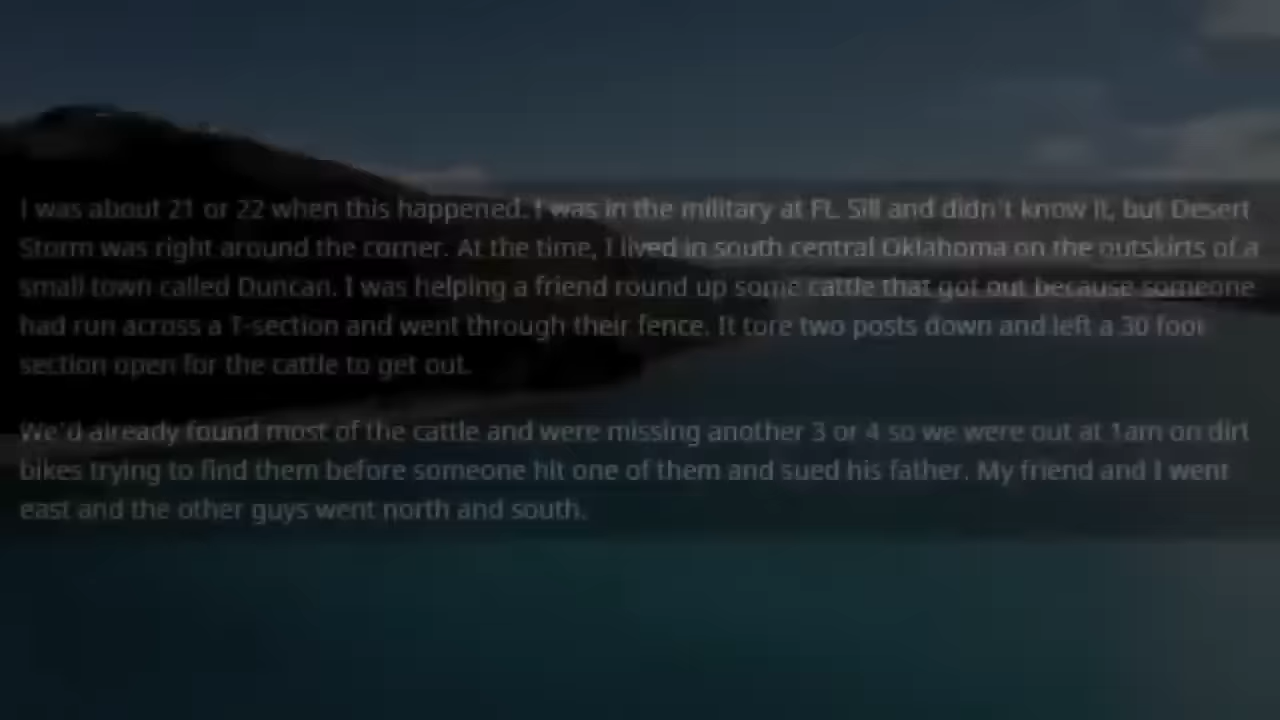 I was about 21 or 22 when this happened. I was in the military at Ft. Sill and didn't know it, but Desert
Storm was right around the corner. At the time, I lived in south central Oklahoma on the outskirts of a
small town called Duncan. I was helping a friend round up some cattle that got out because someone
had run across a T-section and went through their fence. It tore two posts down and left a 30 foot
section open for the cattle to get out.
We'd already found most of the cattle and were missing another 3 or 4 so we were out at 1am on dirt
bikes trying to find them before someone hit one of them and sued his father. My friend and I went
east and the other guys went north and south.